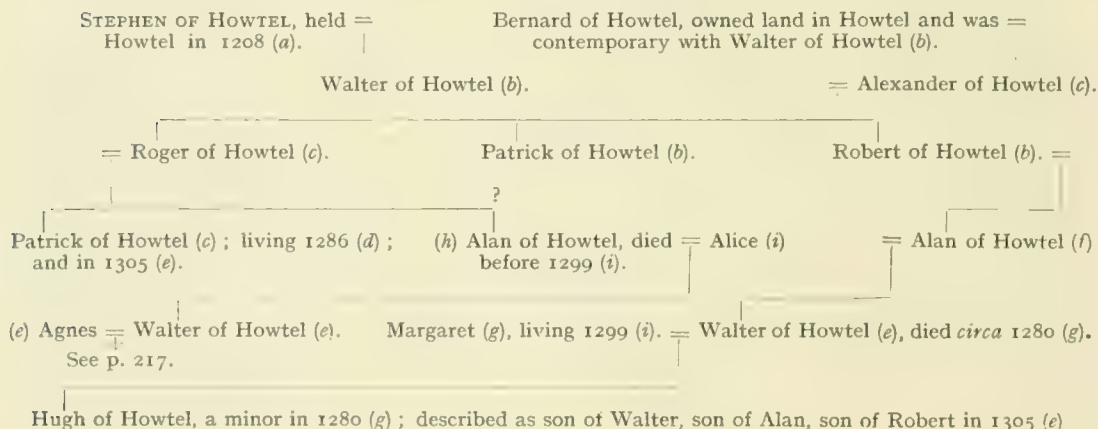 STEPHEN OF HOWTEL, held =
Howtel in 1208 (a).
Bernard of Howtel, owned land in Howtel and was =
contemporary with Walter of Howtel (b).
Walter of Howtel (b).
= Alexander of Howtel (c).
= Roger of Howtel (c).
Patrick of Howtel (b).
Robert of Howtel (b). =
?
Patrick of Howtel (c) ; living 1286 (d) ;
and in 1305 (e).
(h) Alan of Howtel, died = Alice (i)
before 1299 (i).
= Alan of Howtel (f)
(e) Agnes = Walter of Howtel (e).
See p. 217.
Margaret (g), living 1299 (i). = Walter of Howtel (e), died circa 1280 (g).
Hugh of Howtel, a minor in 1280 (g) ; described as son of Walter, son of Alan, son of Robert in 1305 (e)